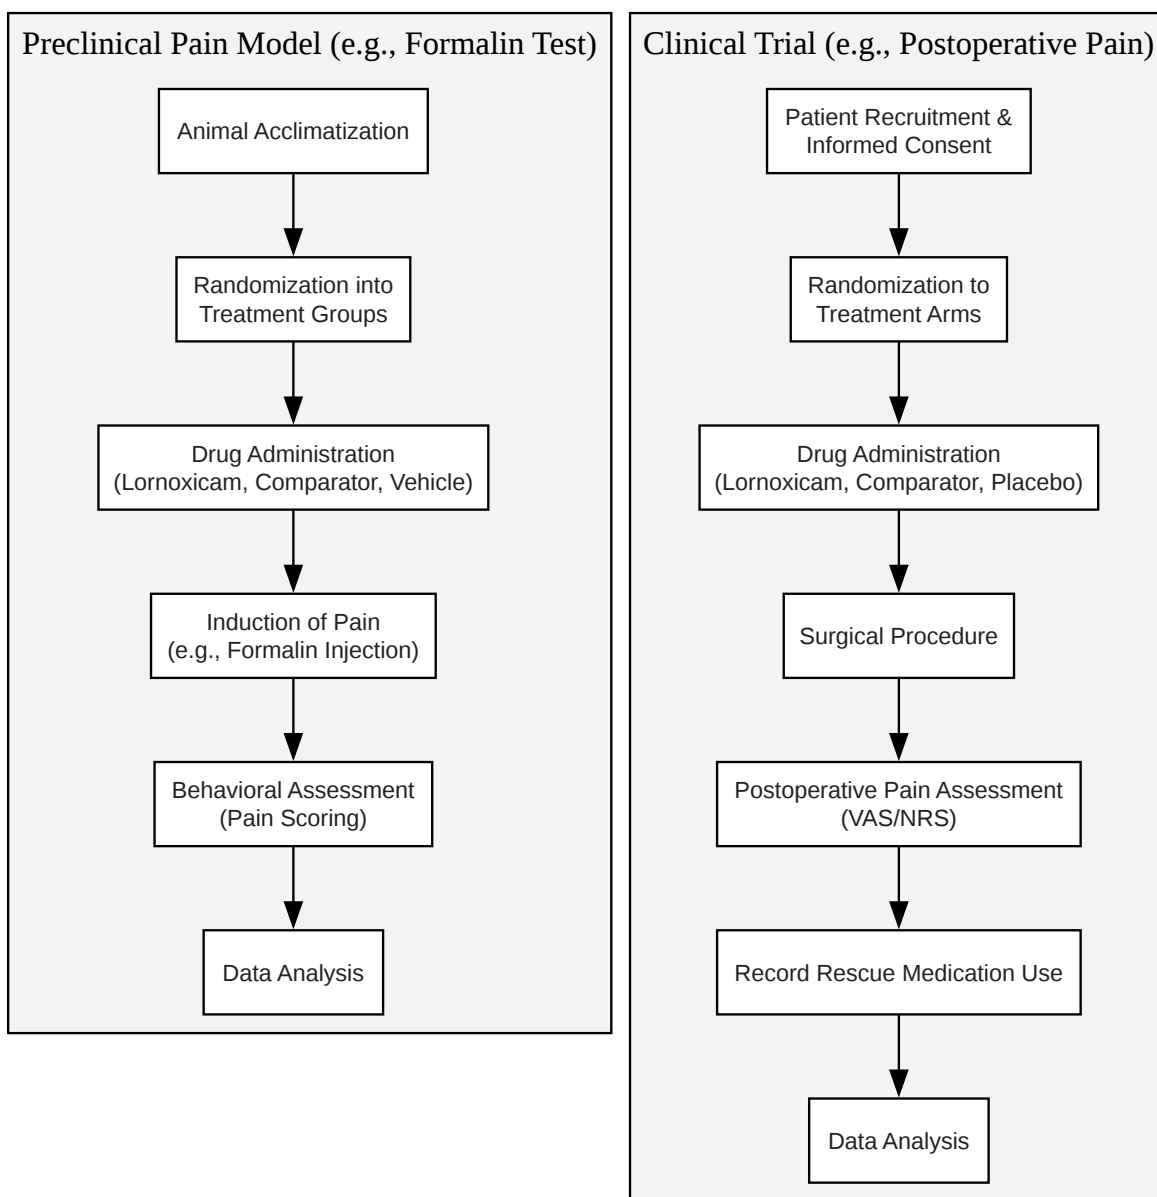 Preclinical Pain Model (e.g., Formalin Test)
Animal Acclimatization
Randomization into
Treatment Groups
Drug Administration
(Lornoxicam, Comparator, Vehicle)
Induction of Pain
(e.g., Formalin Injection)
Behavioral Assessment
(Pain Scoring)
Data Analysis
Clinical Trial (e.g., Postoperative Pain)
Patient Recruitment &
Informed Consent
Randomization to
Treatment Arms
Drug Administration
(Lornoxicam, Comparator, Placebo)
Surgical Procedure
Postoperative Pain Assessment
(VAS/NRS)
Record Rescue Medication Use
Data Analysis